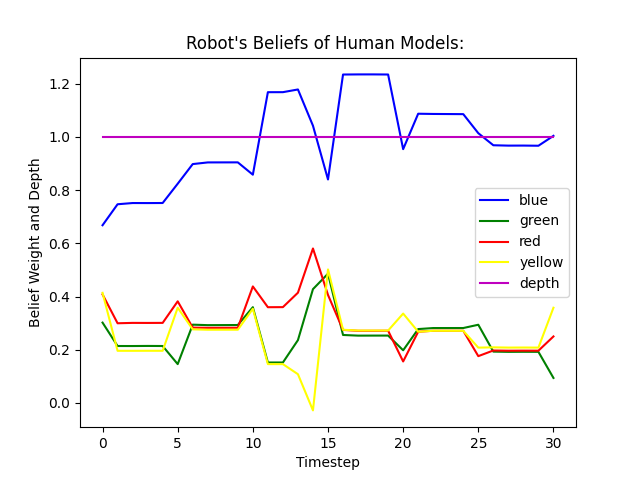 Robot's Beliefs of Human Models:
Belief Weight and Depth
1.2
1.0
0.8
0.6
0.4
0.2
0.0
blue
green
red
yellow
depth
0 5 10 15 20 25 30
Timestep